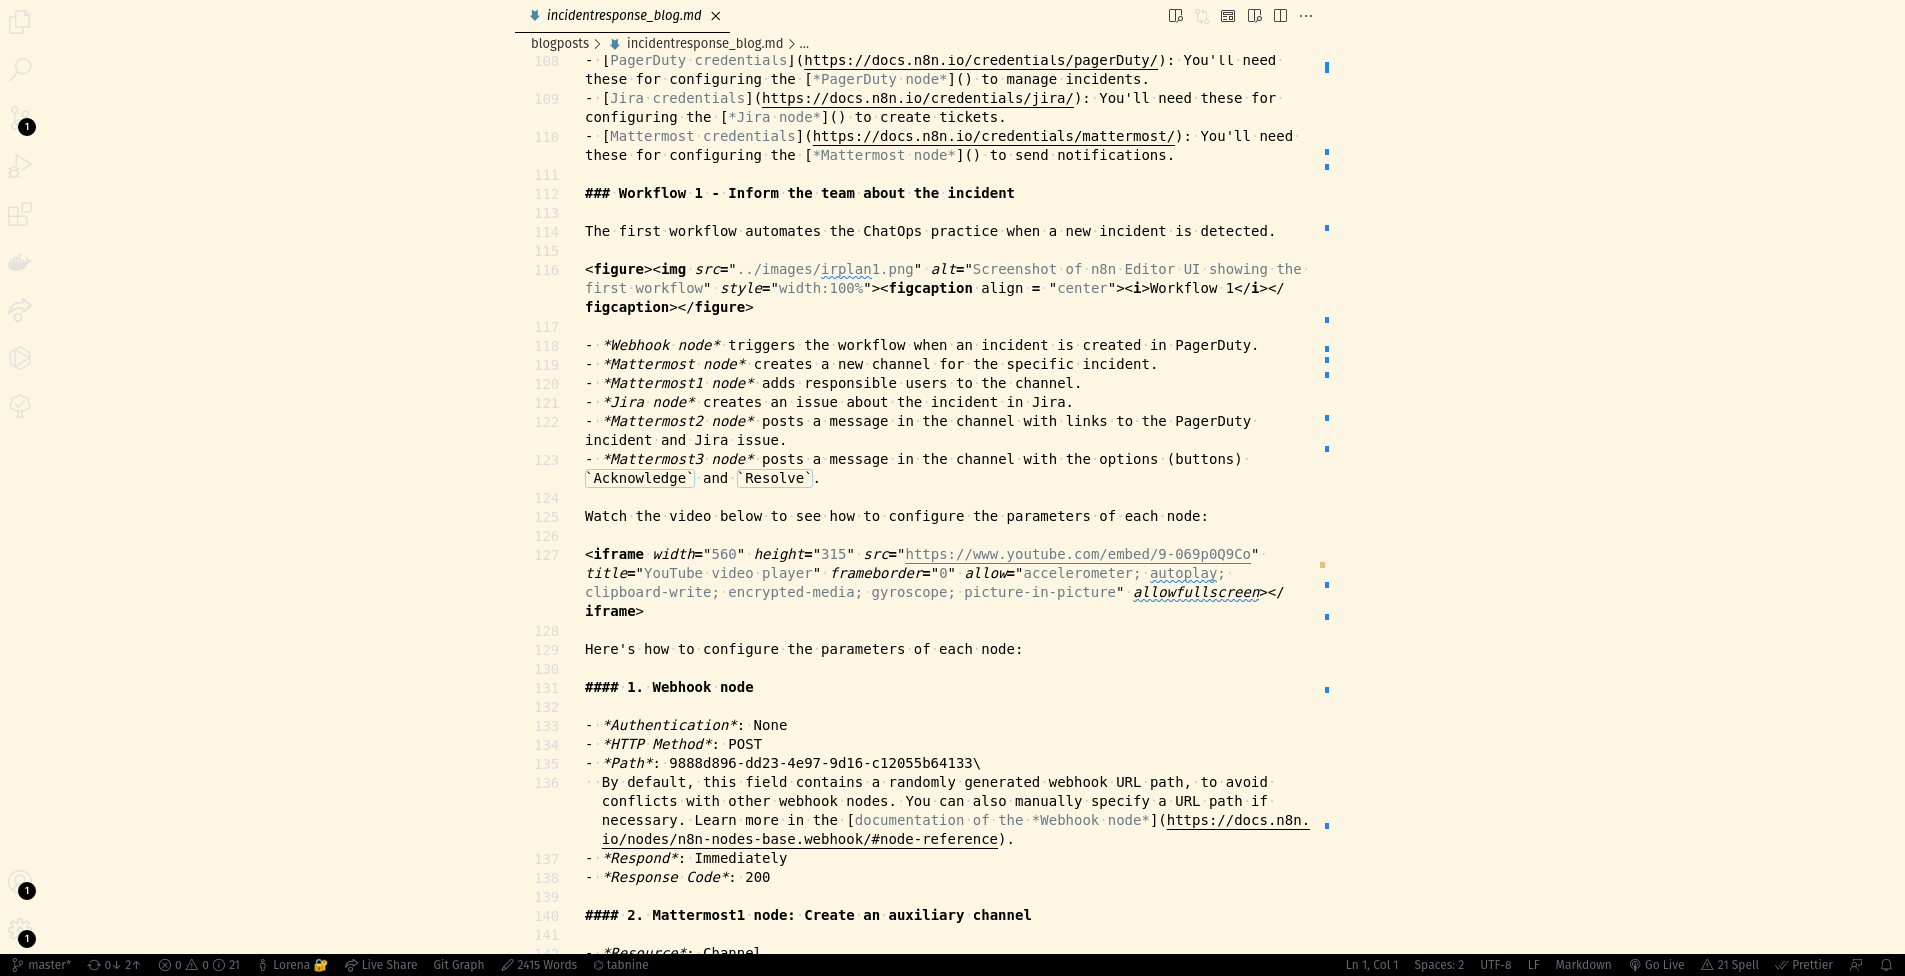 incidentresponse_blog.md
blogposts > incidentresponse_blog.md > ...
108 - [PagerDuty credentials](https://docs.n8n.io/credentials/pagerDuty/): You'll need
these for configuring the [*PagerDuty node*]() to manage incidents.
109 - [Jira credentials](https://docs.n8n.io/credentials/jira/): You'll need these for
configuring the [*Jira node*]() to create tickets.
110 - [Mattermost credentials](https://docs.n8n.io/credentials/mattermost/): You'll need
these for configuring the [*Mattermost node*]() to send notifications.
111
112 ### Workflow 1 - Inform the team about the incident
113
114 The first workflow automates the ChatOps practice when a new incident is detected.
115
116 <figure><img src="../images/irplan1.png" alt="Screenshot of n8n Editor UI showing the
first workflow" style="width:100%"><figcaption align = "center"><i>Workflow 1</i></
figcaption></figure>
117
118 - *Webhook node* triggers the workflow when an incident is created in PagerDuty.
119 - *Mattermost node* creates a new channel for the specific incident.
120 - *Mattermost1 node* adds responsible users to the channel.
121 - *Jira node* creates an issue about the incident in Jira.
122 - *Mattermost2 node* posts a message in the channel with links to the PagerDuty
incident and Jira issue.
123 - *Mattermost3 node* posts a message in the channel with the options (buttons)
`Acknowledge` and `Resolve`.
124
125 Watch the video below to see how to configure the parameters of each node:
126
127 <iframe width="560" height="315" src="https://www.youtube.com/embed/9-069p0Q9Co"
title="YouTube video player" frameborder="0" allow="accelerometer; autoplay;
clipboard-write; encrypted-media; gyroscope; picture-in-picture" allowfullscreen></
iframe>
128
129 Here's how to configure the parameters of each node:
130
131 #### 1. Webhook node
132
133 - *Authentication*: None
134 - *HTTP Method*: POST
135 - *Path*: 9888d896-dd23-4e97-9d16-c12055b64133\
136 By default, this field contains a randomly generated webhook URL path, to avoid
conflicts with other webhook nodes. You can also manually specify a URL path if
necessary. Learn more in the [documentation of the *Webhook node*](https://docs.n8n.
io/nodes/n8n-nodes-base.webhook/#node-reference).
137 - *Respond*: Immediately
138 - *Response Code*: 200
139
140 #### 2. Mattermost1 node: Create an auxiliary channel
141
142 - *Resource*: Channel
1
1
1
master* 0↓ 2↑ 0 0 21 Lorena 🔐 Live Share Git Graph 2415 Words tabnine Ln 1, Col 1 Spaces: 2 UTF-8 LF Markdown Go Live 21 Spell Prettier